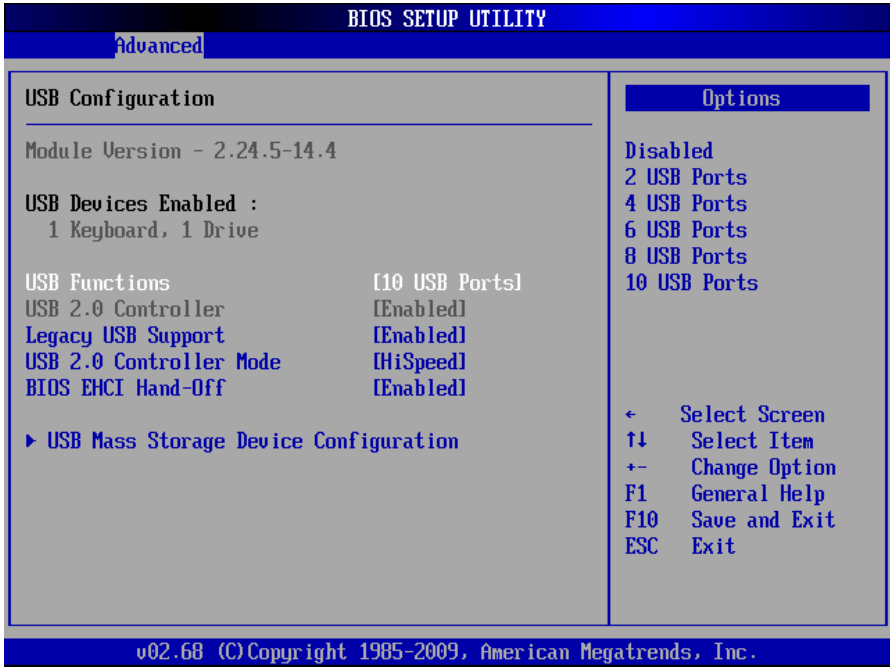 BIOS SETUP UTILITY
Advanced
USB Configuration
Module Version - 2.24.5-14.4
USB Devices Enabled :
1 Keyboard, 1 Drive
USB Functions [10 USB Ports]
USB 2.0 Controller [Enabled]
Legacy USB Support [Enabled]
USB 2.0 Controller Mode [HiSpeed]
BIOS EHCI Hand-Off [Enabled]
▶ USB Mass Storage Device Configuration
Options
Disabled
2 USB Ports
4 USB Ports
6 USB Ports
8 USB Ports
10 USB Ports
← Select Screen
↑↓ Select Item
+- Change Option
F1 General Help
F10 Save and Exit
ESC Exit
v02.68 (C)Copyright 1985-2009, American Megatrends, Inc.